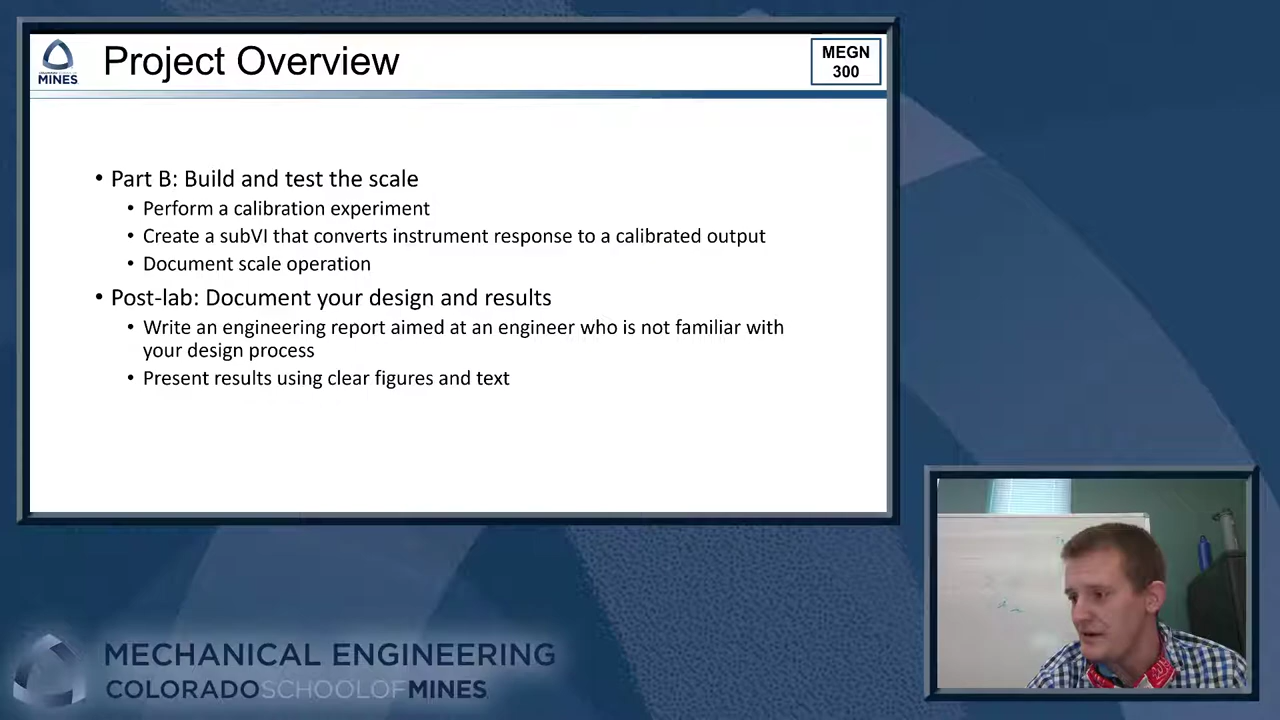 COLORADO SCHOOL OF
MINES
Project Overview
MEGN
300
• Part B: Build and test the scale
• Perform a calibration experiment
• Create a subVI that converts instrument response to a calibrated output
• Document scale operation
• Post-lab: Document your design and results
• Write an engineering report aimed at an engineer who is not familiar with
your design process
• Present results using clear figures and text
MECHANICAL ENGINEERING
COLORADOSCHOOLOFMINES